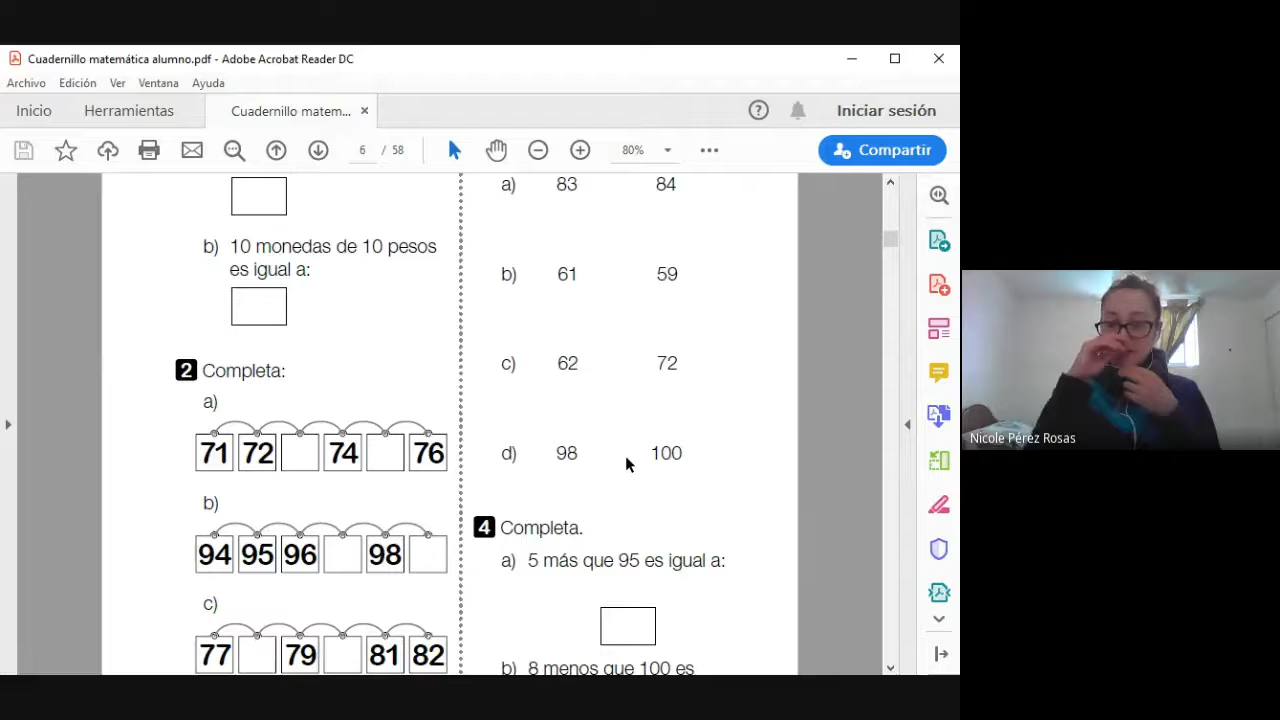 Cuadernillo matemática alumno.pdf - Adobe Acrobat Reader DC
Archivo Edición Ver Ventana Ayuda
Inicio Herramientas Cuadernillo matem... × Iniciar sesión
6 / 58 80% Compartir
b) 10 monedas de 10 pesos
es igual a:
2 Completa:
a)
71 72 74 76
b)
94 95 96 98
c)
77 79 81 82
a) 83 84
b) 61 59
c) 62 72
d) 98 100
4 Completa.
a) 5 más que 95 es igual a:
b) 8 menos que 100 es
Nicole Pérez Rosas